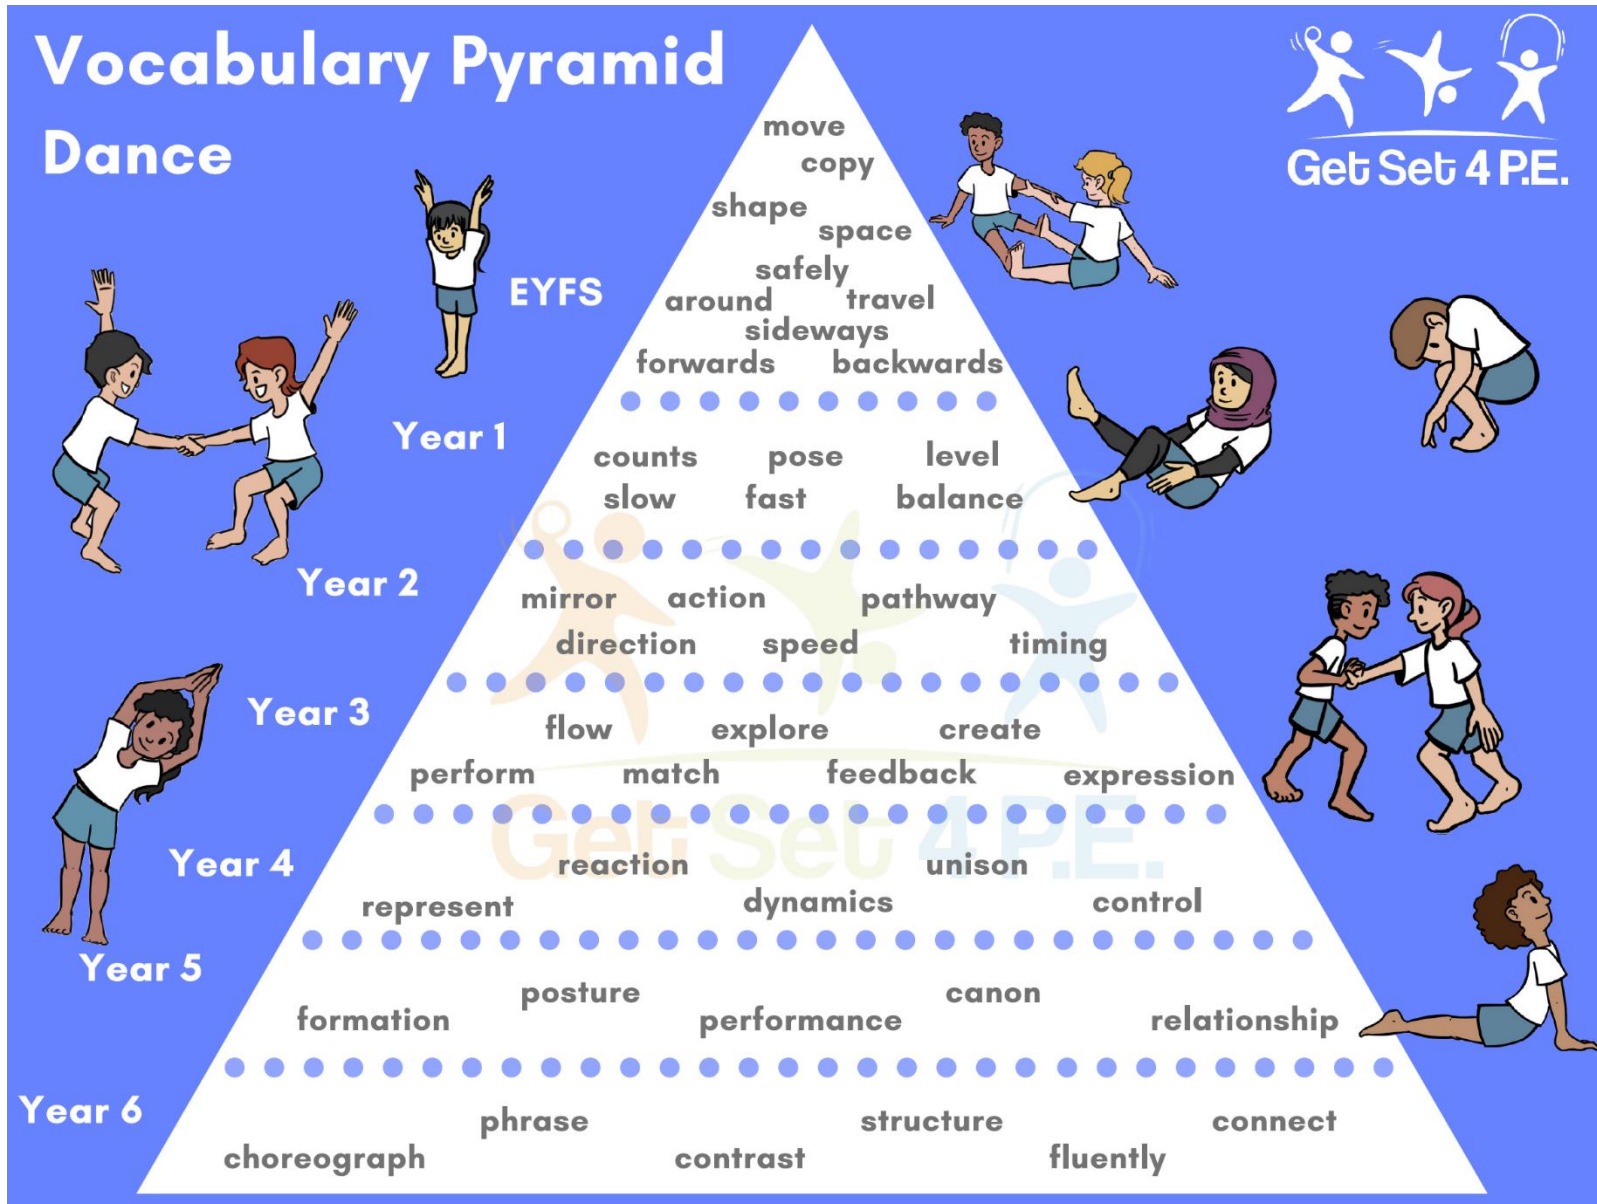 Vocabulary Pyramid
Dance
Get Set 4 P.E.
EYFS
move
copy
shape
space
safely
around travel
sideways
forwards backwards
Year 1
counts pose level
slow fast balance
Year 2
mirror action pathway
direction speed timing
Year 3
flow explore create
perform match feedback expression
Get Set 4 P.E.
Year 4
reaction unison
represent dynamics control
Year 5
posture canon
formation performance relationship
Year 6
phrase structure connect
choreograph contrast fluently